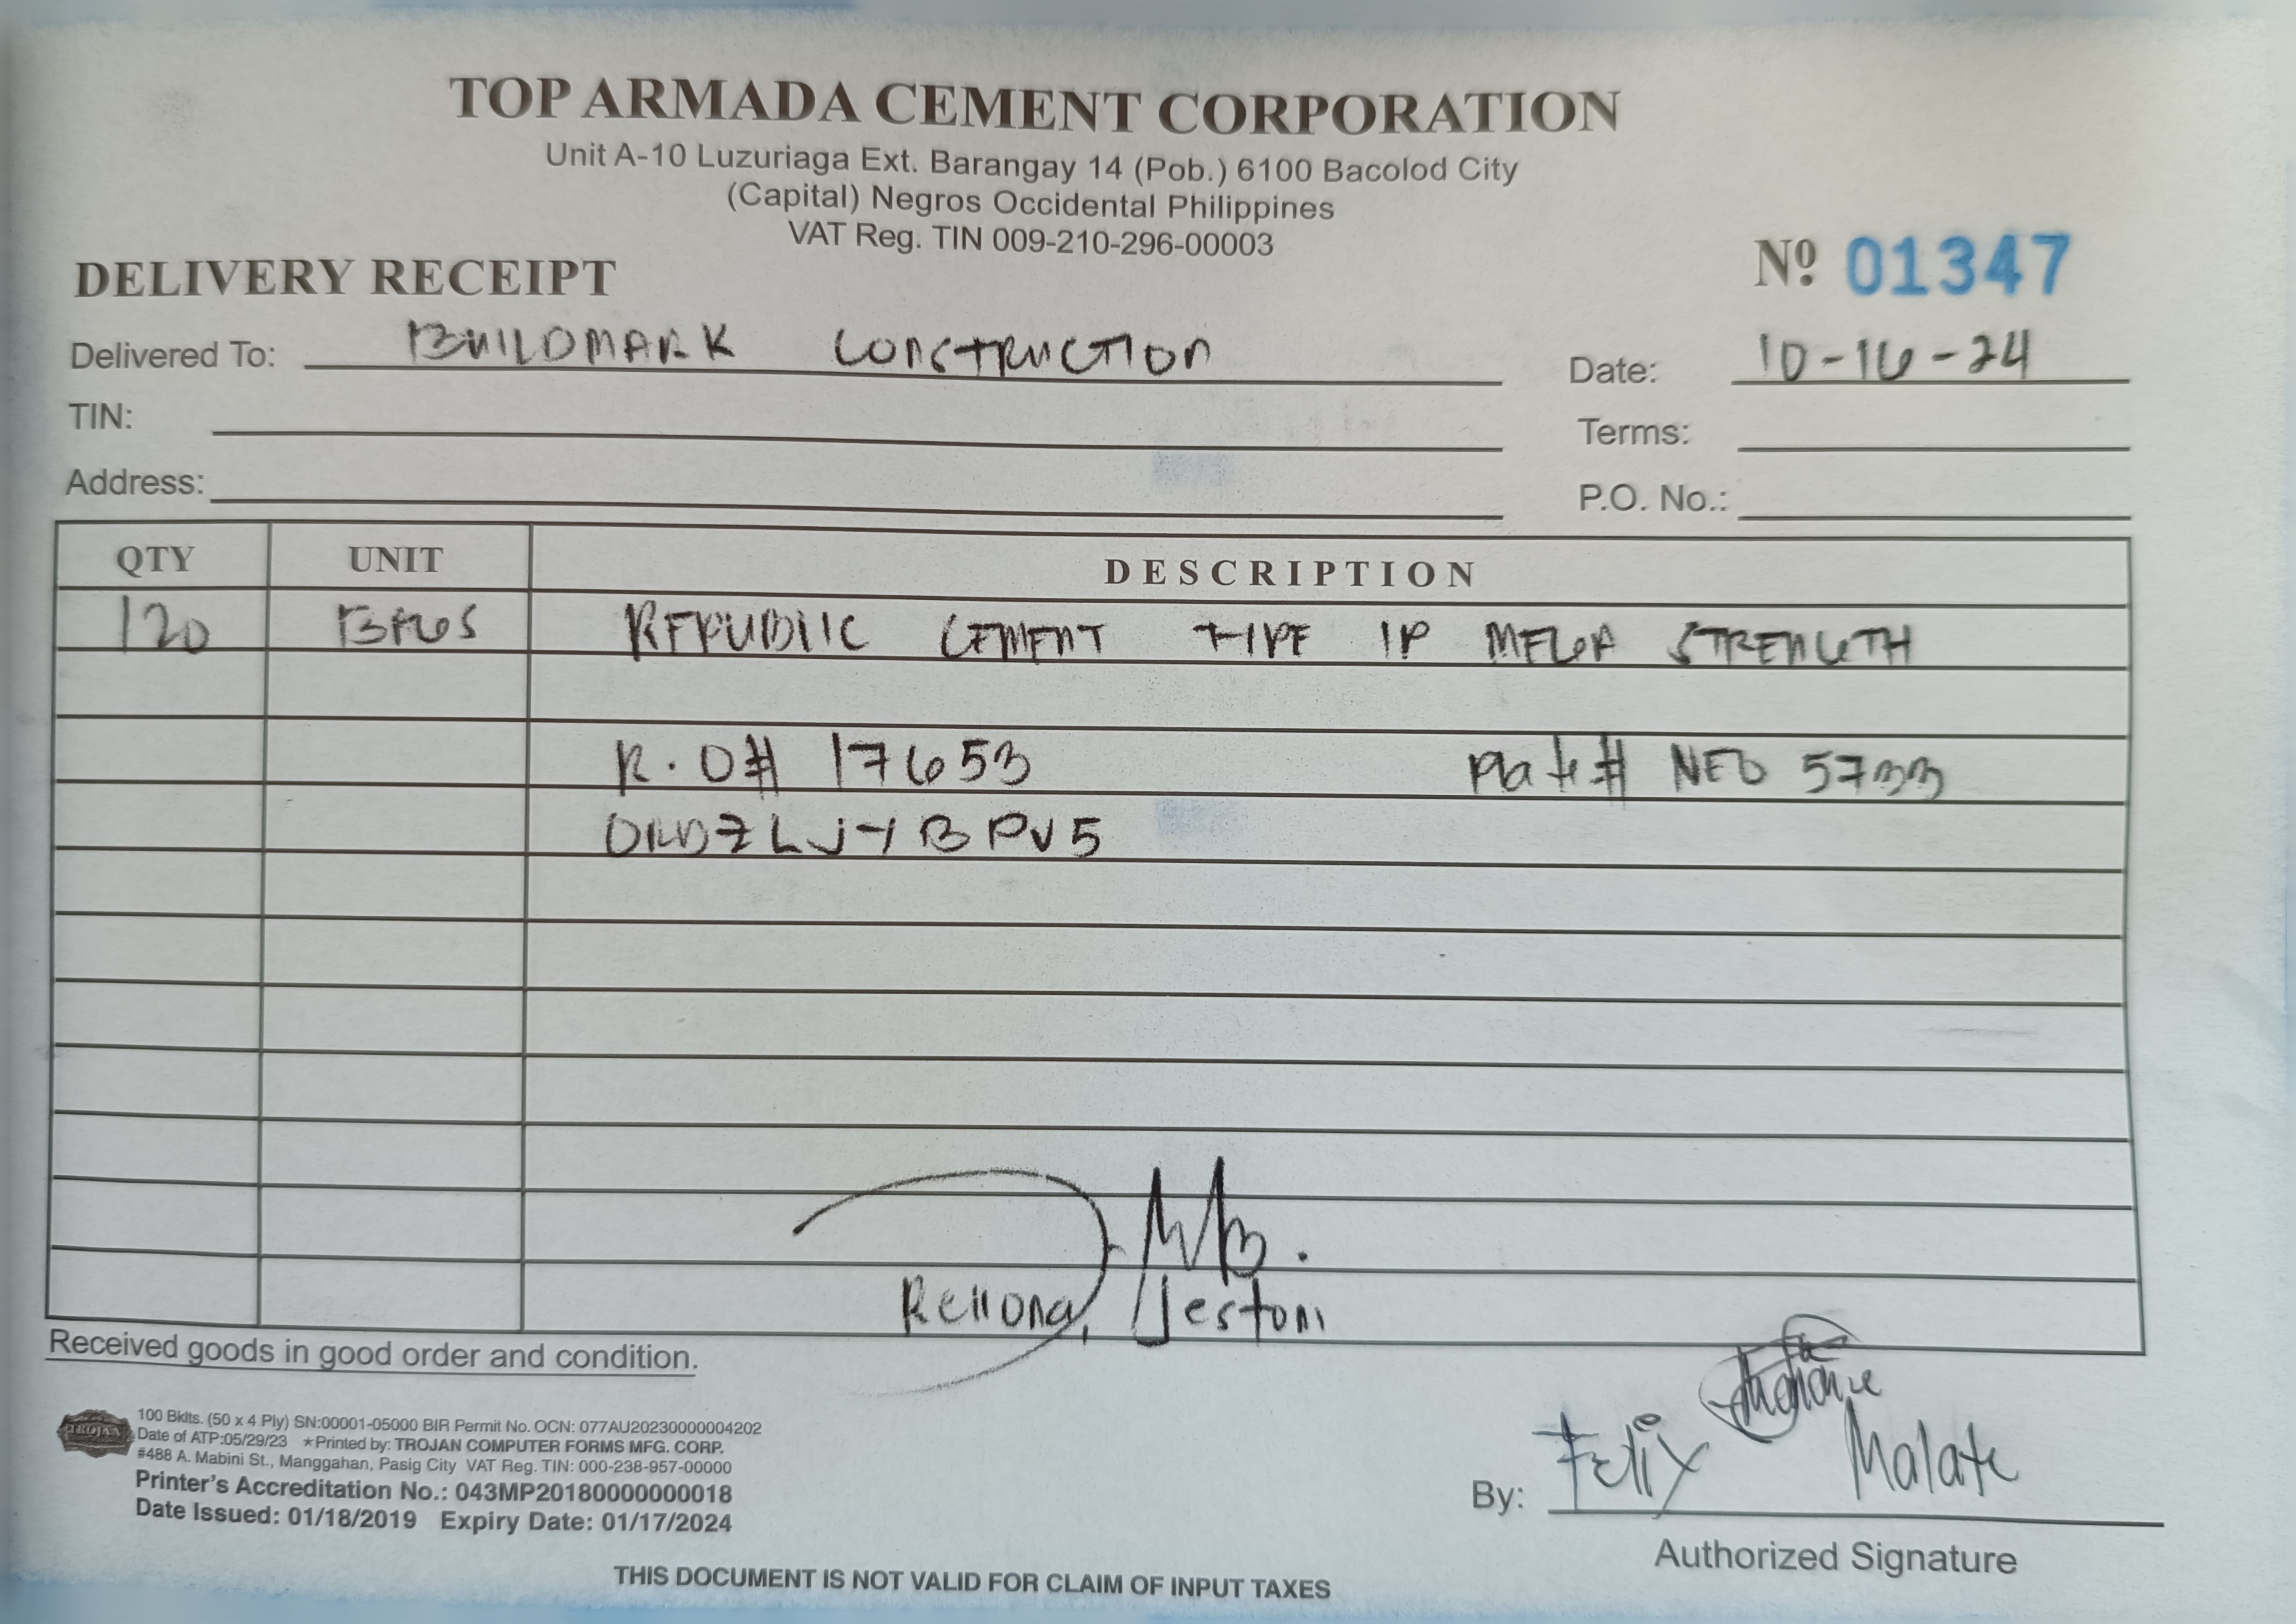 TOP ARMADA CEMENT CORPORATION
Unit A-10 Luzuriaga Ext. Barangay 14 (Pob.) 6100 Bacolod City
(Capital) Negros Occidental Philippines
VAT Reg. TIN 009-210-296-00003
DELIVERY RECEIPT
Nº 01347
Delivered To: BUILDMARK CONSTRUCTION
Date: 10-16-24
TIN:
Terms:
Address:
P.O. No.:
QTY UNIT DESCRIPTION
120 BAGS REPUBLIC CEMENT TYPE IP MEGA STRENGTH
R.O# 17653 Plate# NEO 5733
Rellona, Jestoni
Received goods in good order and condition.
TROJAN
100 Bklts. (50 x 4 Ply) SN:00001-05000 BIR Permit No. OCN: 077AU20230000004202
Date of ATP:05/29/23 ★Printed by: TROJAN COMPUTER FORMS MFG. CORP.
#488 A. Mabini St., Manggahan, Pasig City VAT Reg. TIN: 000-238-957-00000
Printer's Accreditation No.: 043MP20180000000018
Date Issued: 01/18/2019 Expiry Date: 01/17/2024
By: Felix Malate
Authorized Signature
THIS DOCUMENT IS NOT VALID FOR CLAIM OF INPUT TAXES